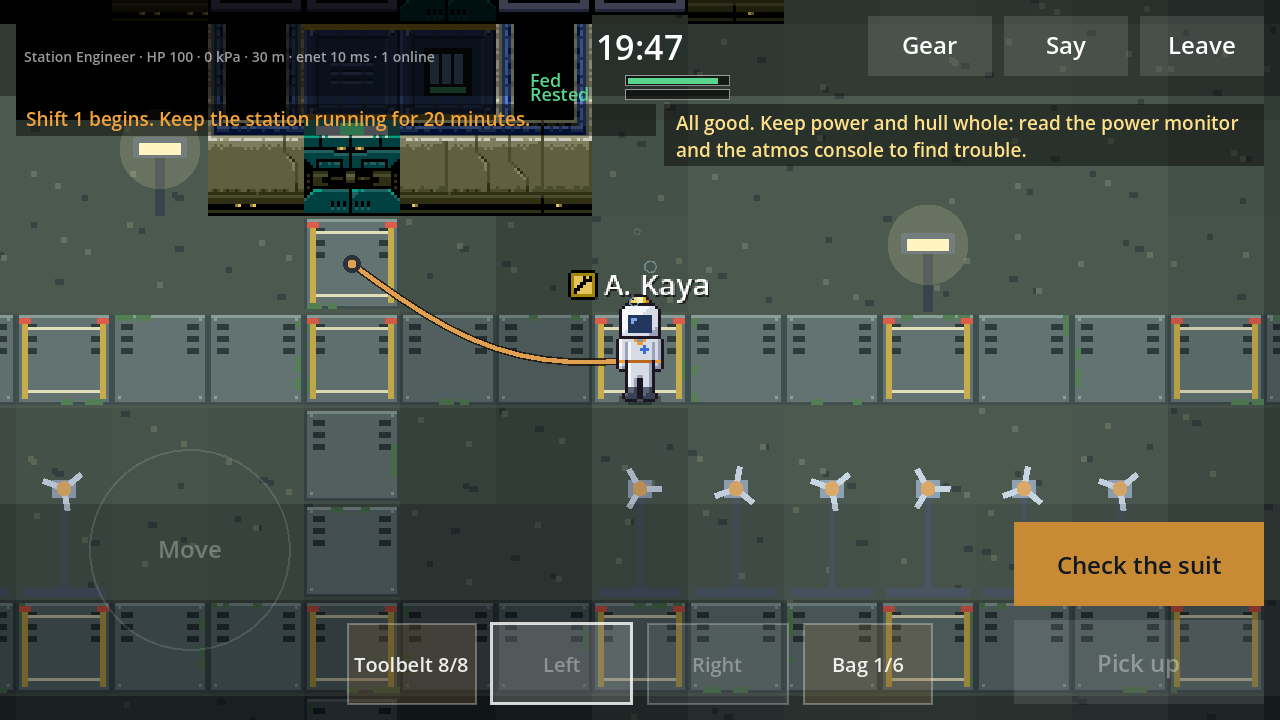 Station Engineer · HP 100 · 0 kPa · 30 m · enet 10 ms · 1 online
19:47
Fed
Rested
Gear
Say
Leave
Shift 1 begins. Keep the station running for 20 minutes.
All good. Keep power and hull whole: read the power monitor
and the atmos console to find trouble.
A. Kaya
Move
Check the suit
Toolbelt 8/8
Left
Right
Bag 1/6
Pick up